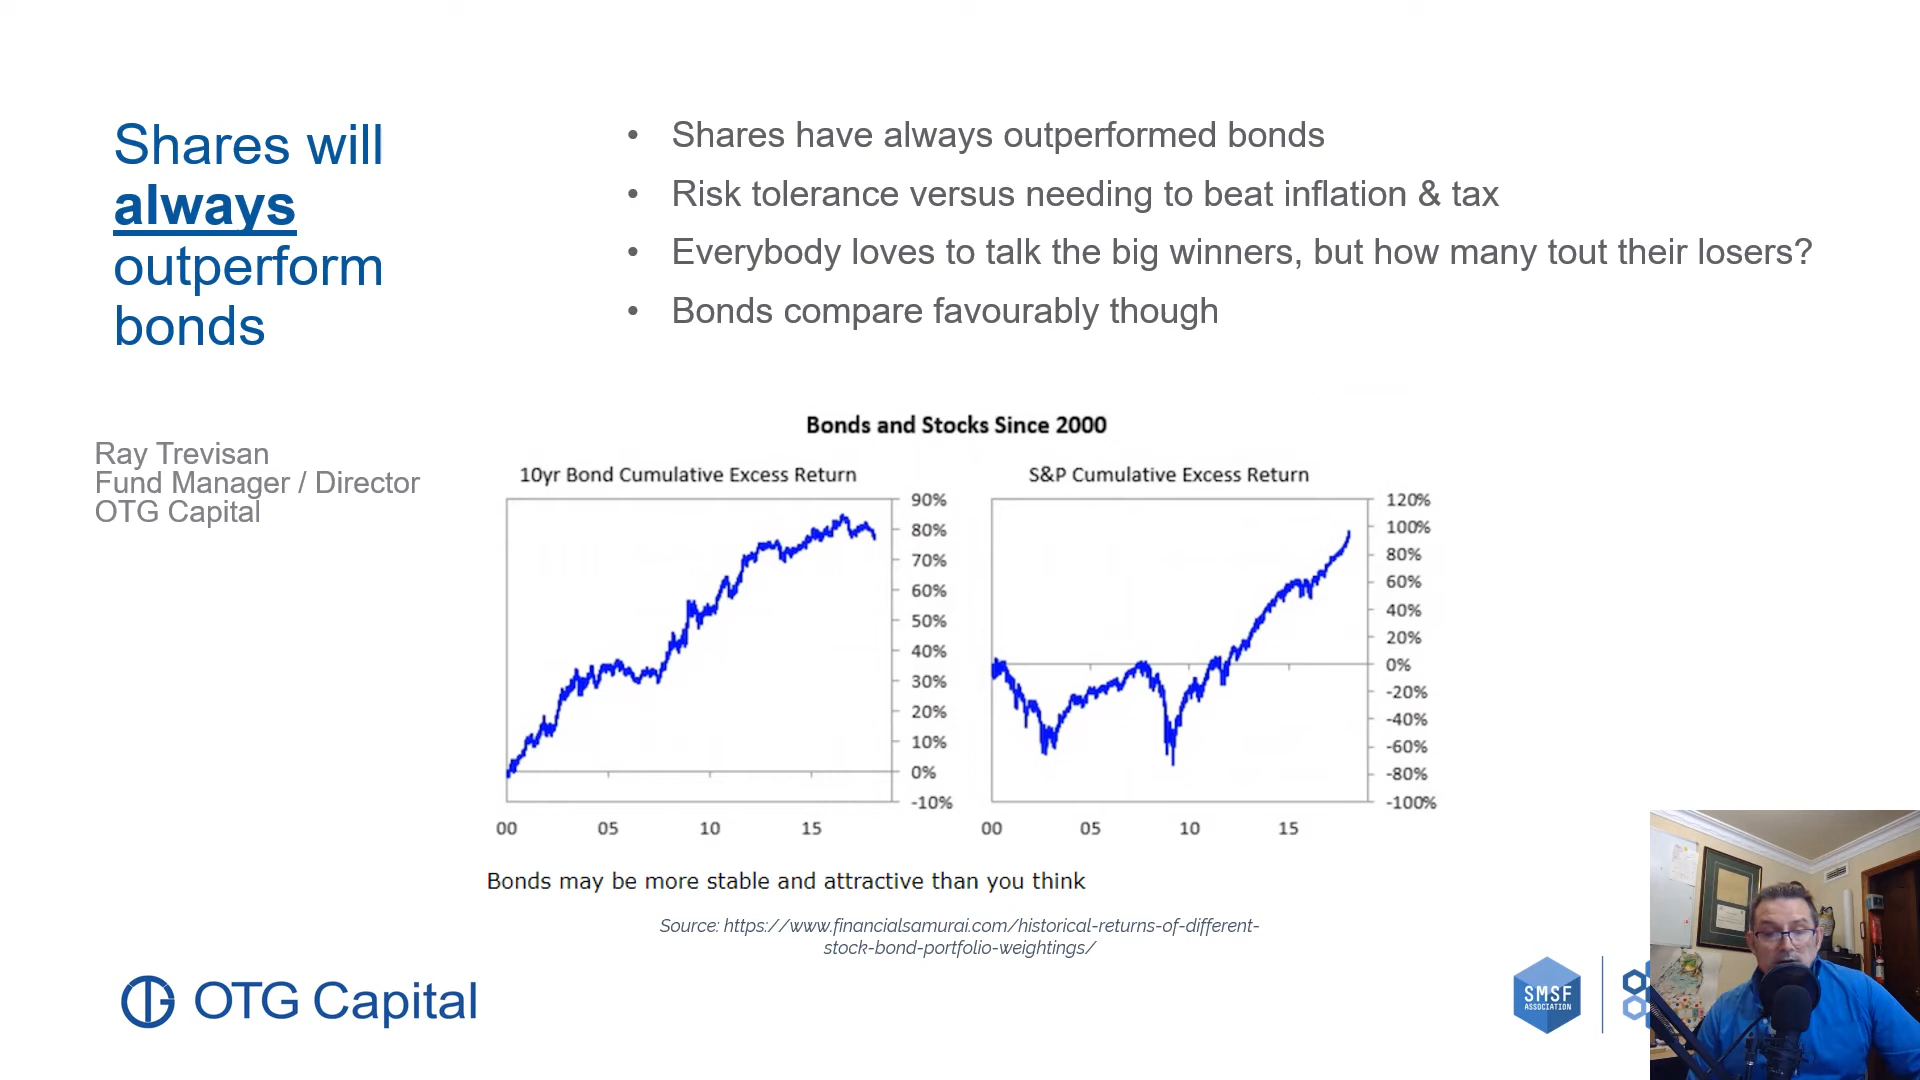 Shares will
always
outperform
bonds
Ray Trevisan
Fund Manager / Director
OTG Capital
• Shares have always outperformed bonds
• Risk tolerance versus needing to beat inflation & tax
• Everybody loves to talk the big winners, but how many tout their losers?
• Bonds compare favourably though
Bonds and Stocks Since 2000
10yr Bond Cumulative Excess Return
90%
80%
70%
60%
50%
40%
30%
20%
10%
0%
-10%
00 05 10 15
S&P Cumulative Excess Return
120%
100%
80%
60%
40%
20%
0%
-20%
-40%
-60%
-80%
-100%
00 05 10 15
Bonds may be more stable and attractive than you think
Source: https://www.financialsamurai.com/historical-returns-of-different-
stock-bond-portfolio-weightings/
OTG Capital
SMSF
ASSOCIATION